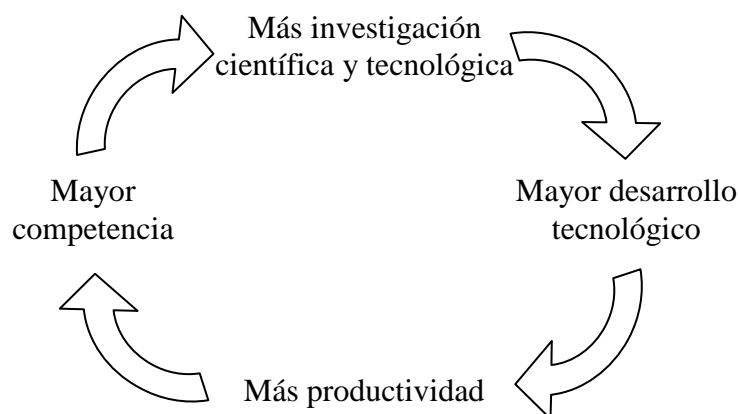 Más investigación
científica y tecnológica
Mayor desarrollo
tecnológico
Más productividad
Mayor
competencia